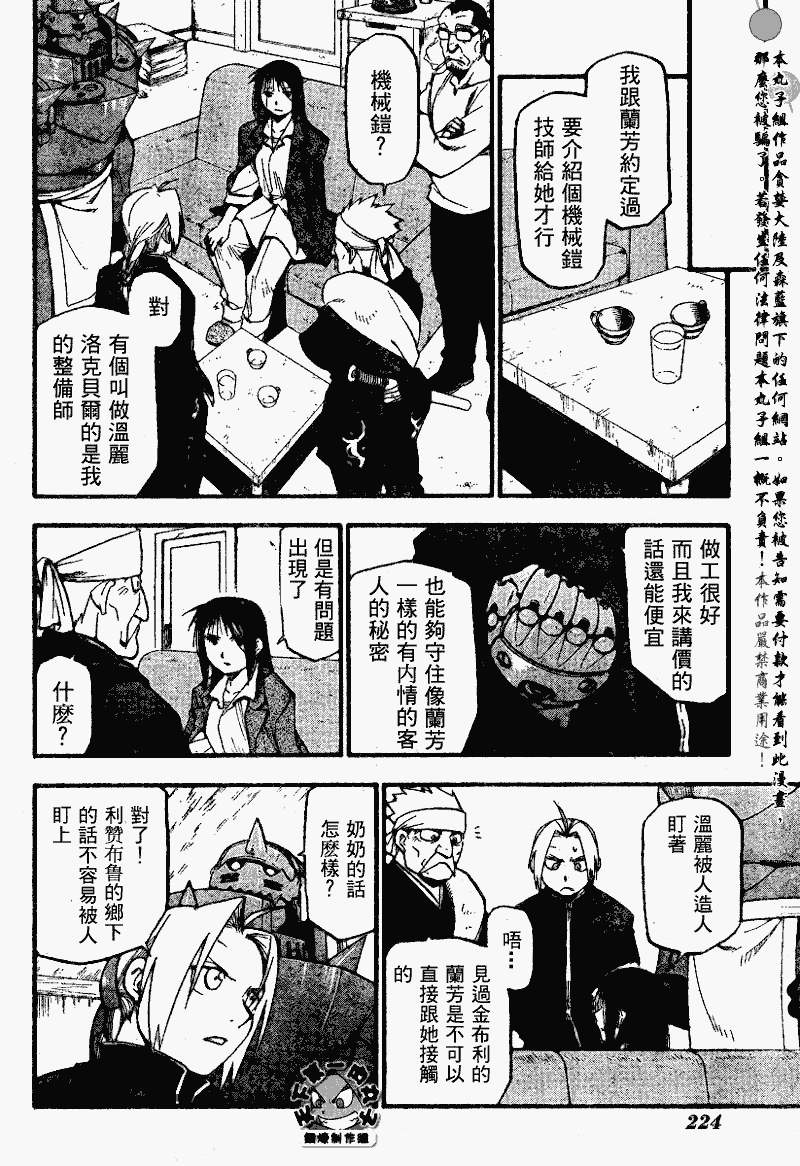 我跟蘭芳約定過
要介紹個機械鎧
技師給她才行
機械鎧?
對
有個叫做溫麗
洛克貝爾的是我
的整備師
做工很好
而且我來講價的
話還能便宜
也能夠守住像蘭芳
一樣的有內情的客
人的秘密
但是有問題
出現了
什麼?
溫麗被人造人
盯著
唔…
見過金布利的
蘭芳是不可以
直接跟她接觸
的
奶奶的話
怎麼樣?
對了!
利贊布魯的鄉下
的話不容易被人
盯上
本丸子組作品貪婪大陸及森藍旗下的任何網站。如果您被告知需要付款才能看到此漫畫,
那麼您被騙了。若發生任何法律問題本丸子組一概不負責!本作品嚴禁商業用途!
224